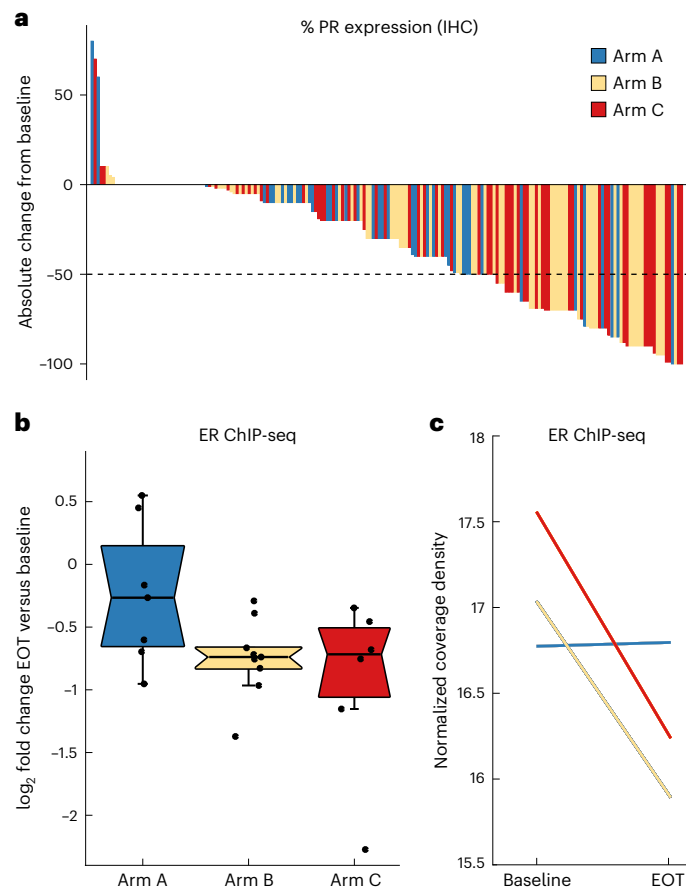 a
% PR expression (IHC)
Arm A
Arm B
Arm C
Absolute change from baseline
50
0
−50
−100
b
ER ChIP-seq
log2 fold change EOT versus baseline
0.5
0
−0.5
−1
−1.5
−2
Arm A
Arm B
Arm C
c
ER ChIP-seq
Normalized coverage density
18
17.5
17
16.5
16
15.5
Baseline
EOT